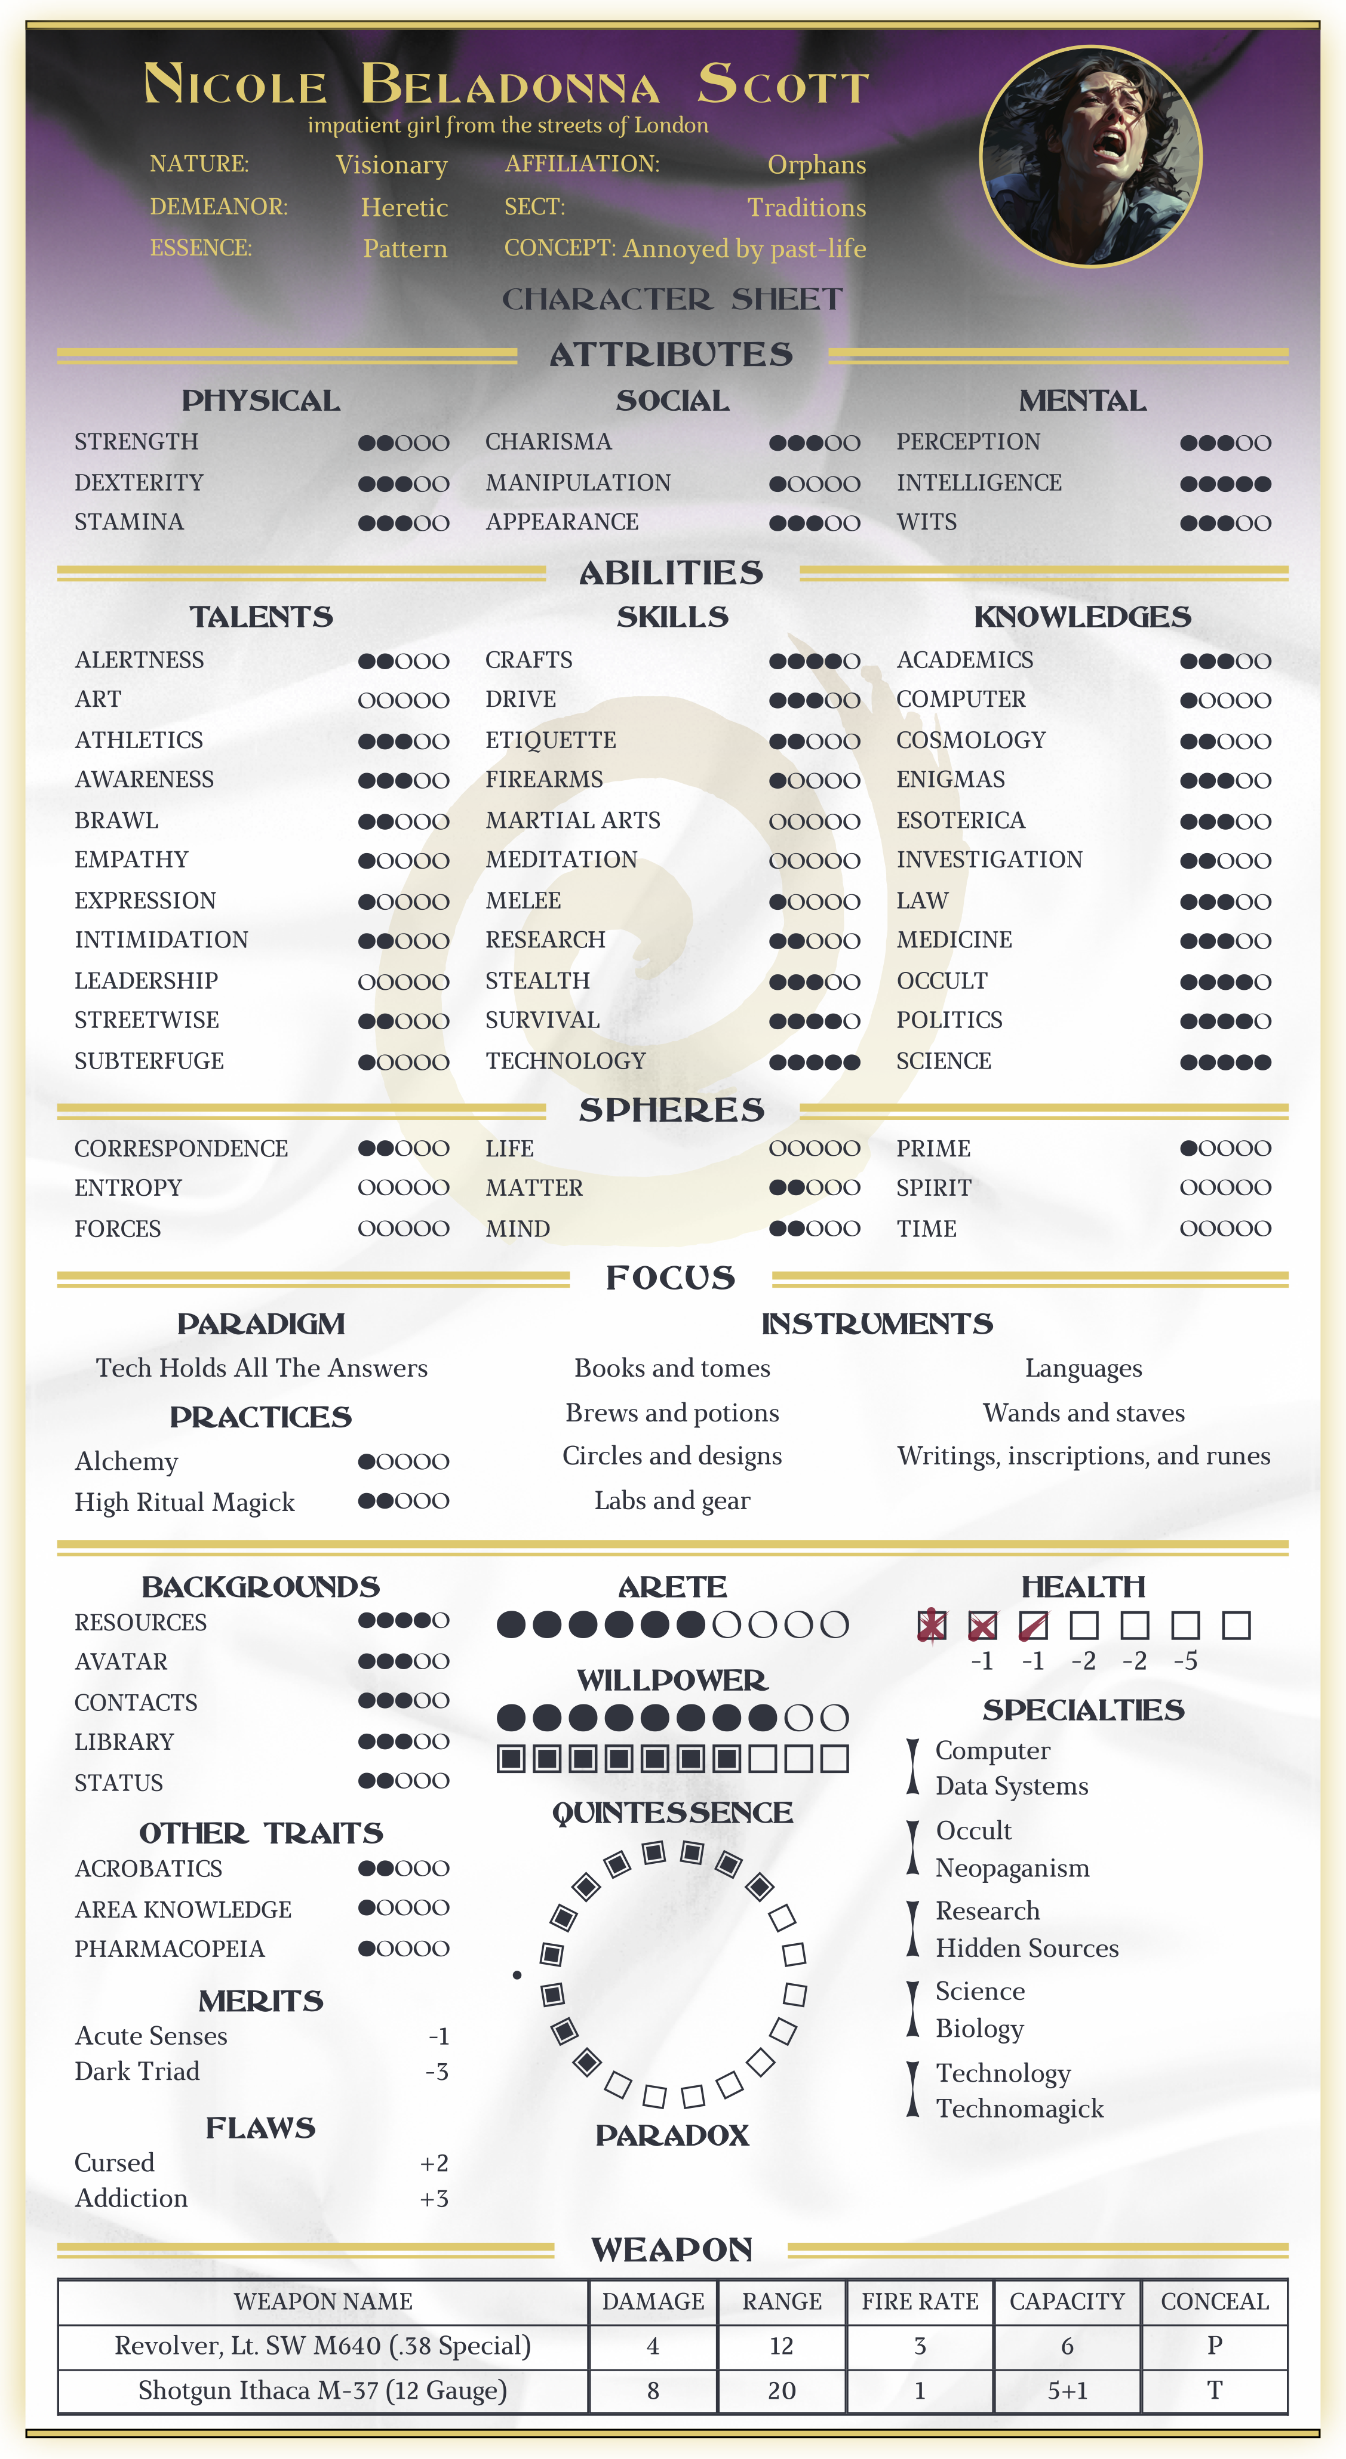 Nicole Beladonna Scott
impatient girl from the streets of London
NATURE: Visionary AFFILIATION: Orphans
DEMEANOR: Heretic SECT: Traditions
ESSENCE: Pattern CONCEPT: Annoyed by past-life
CHARACTER SHEET
ATTRIBUTES
PHYSICAL SOCIAL MENTAL
STRENGTH CHARISMA PERCEPTION
DEXTERITY MANIPULATION INTELLIGENCE
STAMINA APPEARANCE WITS
ABILITIES
TALENTS SKILLS KNOWLEDGES
ALERTNESS CRAFTS ACADEMICS
ART DRIVE COMPUTER
ATHLETICS ETIQUETTE COSMOLOGY
AWARENESS FIREARMS ENIGMAS
BRAWL MARTIAL ARTS ESOTERICA
EMPATHY MEDITATION INVESTIGATION
EXPRESSION MELEE LAW
INTIMIDATION RESEARCH MEDICINE
LEADERSHIP STEALTH OCCULT
STREETWISE SURVIVAL POLITICS
SUBTERFUGE TECHNOLOGY SCIENCE
SPHERES
CORRESPONDENCE LIFE PRIME
ENTROPY MATTER SPIRIT
FORCES MIND TIME
FOCUS
PARADIGM
Tech Holds All The Answers
PRACTICES
Alchemy
High Ritual Magick
INSTRUMENTS
Books and tomes Languages
Brews and potions Wands and staves
Circles and designs Writings, inscriptions, and runes
Labs and gear
BACKGROUNDS
RESOURCES
AVATAR
CONTACTS
LIBRARY
STATUS
OTHER TRAITS
ACROBATICS
AREA KNOWLEDGE
PHARMACOPEIA
MERITS
Acute Senses -1
Dark Triad -3
FLAWS
Cursed +2
Addiction +3
ARETE
WILLPOWER
QUINTESSENCE
PARADOX
HEALTH
-1 -1 -2 -2 -5
SPECIALTIES
Computer
Data Systems
Occult
Neopaganism
Research
Hidden Sources
Science
Biology
Technology
Technomagick
WEAPON
WEAPON NAME DAMAGE RANGE FIRE RATE CAPACITY CONCEAL
Revolver, Lt. SW M640 (.38 Special) 4 12 3 6 P
Shotgun Ithaca M-37 (12 Gauge) 8 20 1 5+1 T